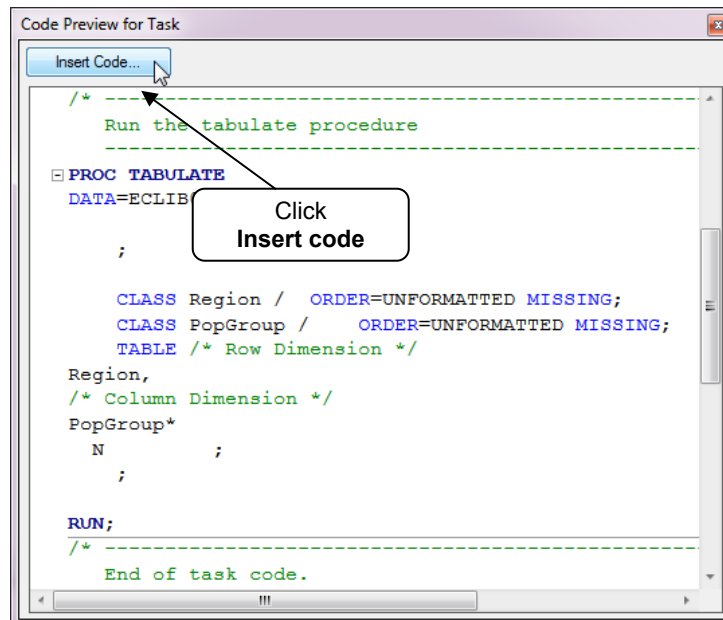 Code Preview for Task
Insert Code...
/* --------------------------------------------------
Run the tabulate procedure
--------------------------------------------------
PROC TABULATE
DATA=ECLIB
Click
Insert code
;
CLASS Region / ORDER=UNFORMATTED MISSING;
CLASS PopGroup / ORDER=UNFORMATTED MISSING;
TABLE /* Row Dimension */
Region,
/* Column Dimension */
PopGroup*
N ;
;
RUN;
/* --------------------------------------------------
End of task code.